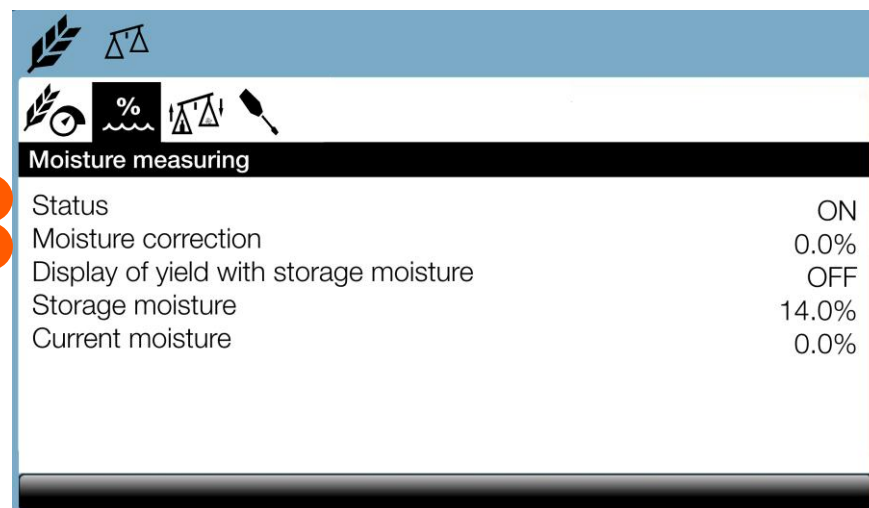 %
Moisture measuring
Status ON
Moisture correction 0.0%
Display of yield with storage moisture OFF
Storage moisture 14.0%
Current moisture 0.0%